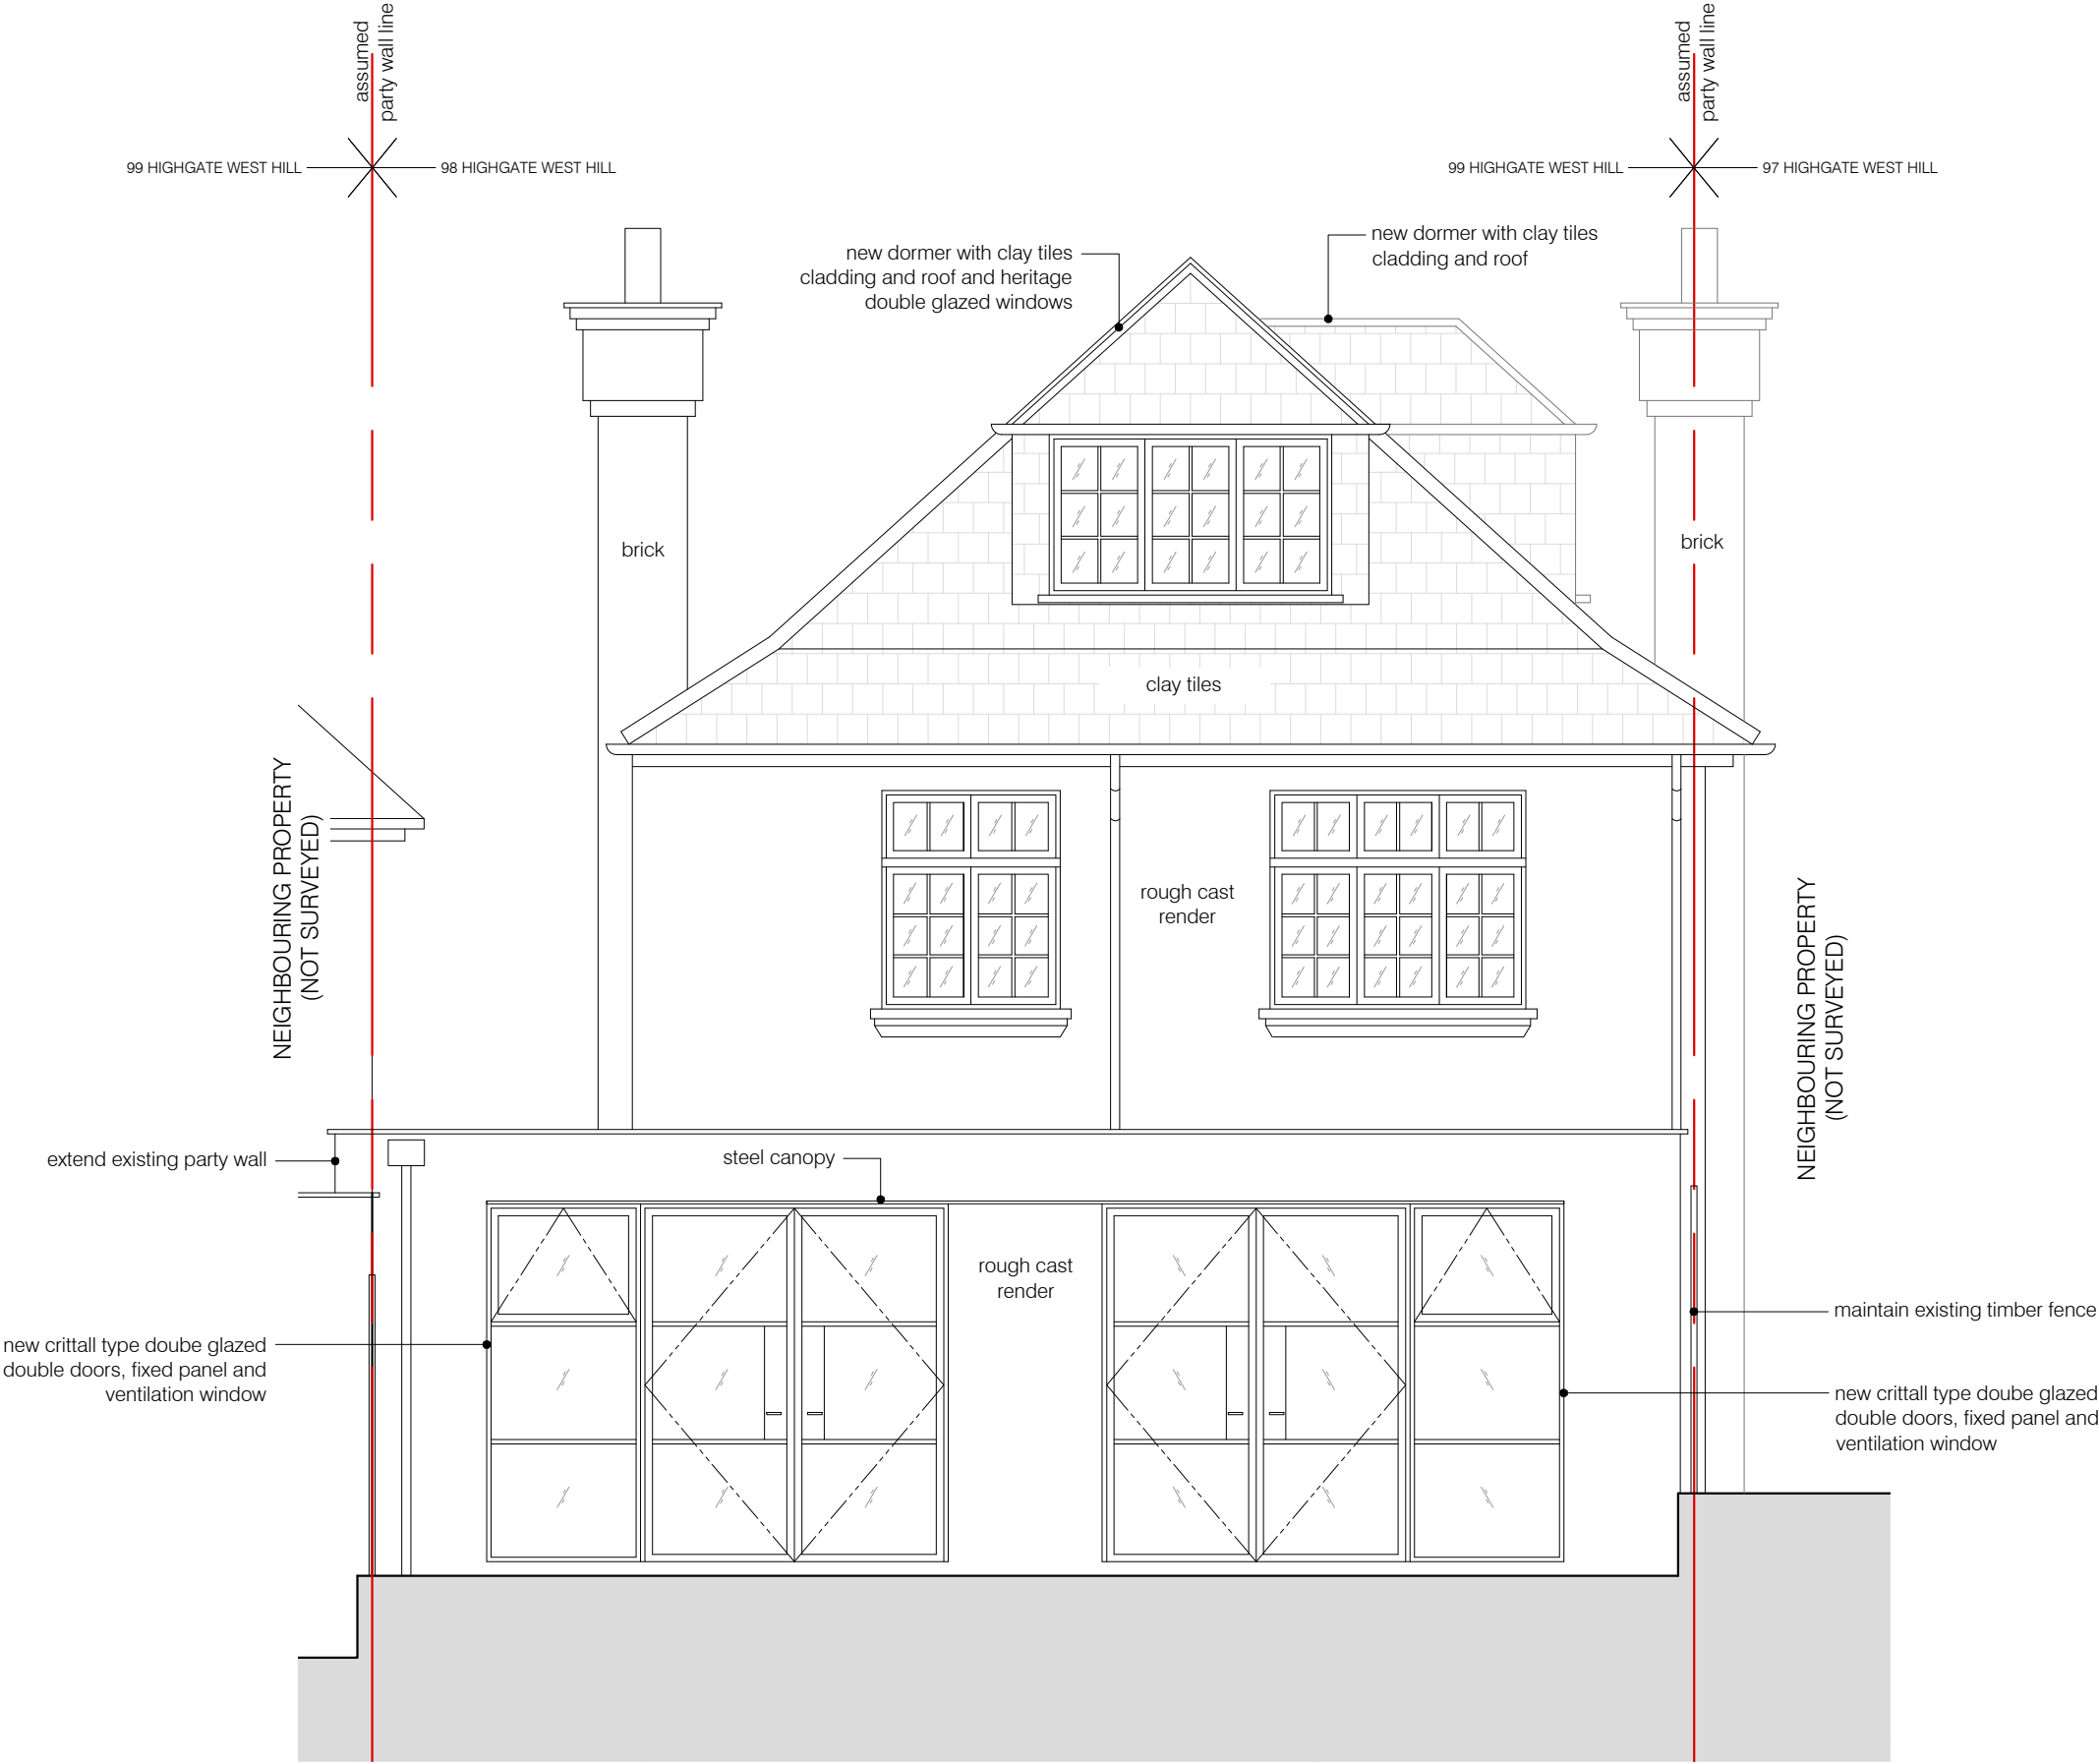 assumed
party wall line
assumed
party wall line
99 HIGHGATE WEST HILL
98 HIGHGATE WEST HILL
99 HIGHGATE WEST HILL
97 HIGHGATE WEST HILL
new dormer with clay tiles
cladding and roof and heritage
double glazed windows
new dormer with clay tiles
cladding and roof
brick
brick
clay tiles
NEIGHBOURING PROPERTY
(NOT SURVEYED)
rough cast
render
NEIGHBOURING PROPERTY
(NOT SURVEYED)
extend existing party wall
steel canopy
rough cast
render
maintain existing timber fence
new crittall type doube glazed
double doors, fixed panel and
ventilation window
new crittall type doube glazed
double doors, fixed panel and
ventilation window